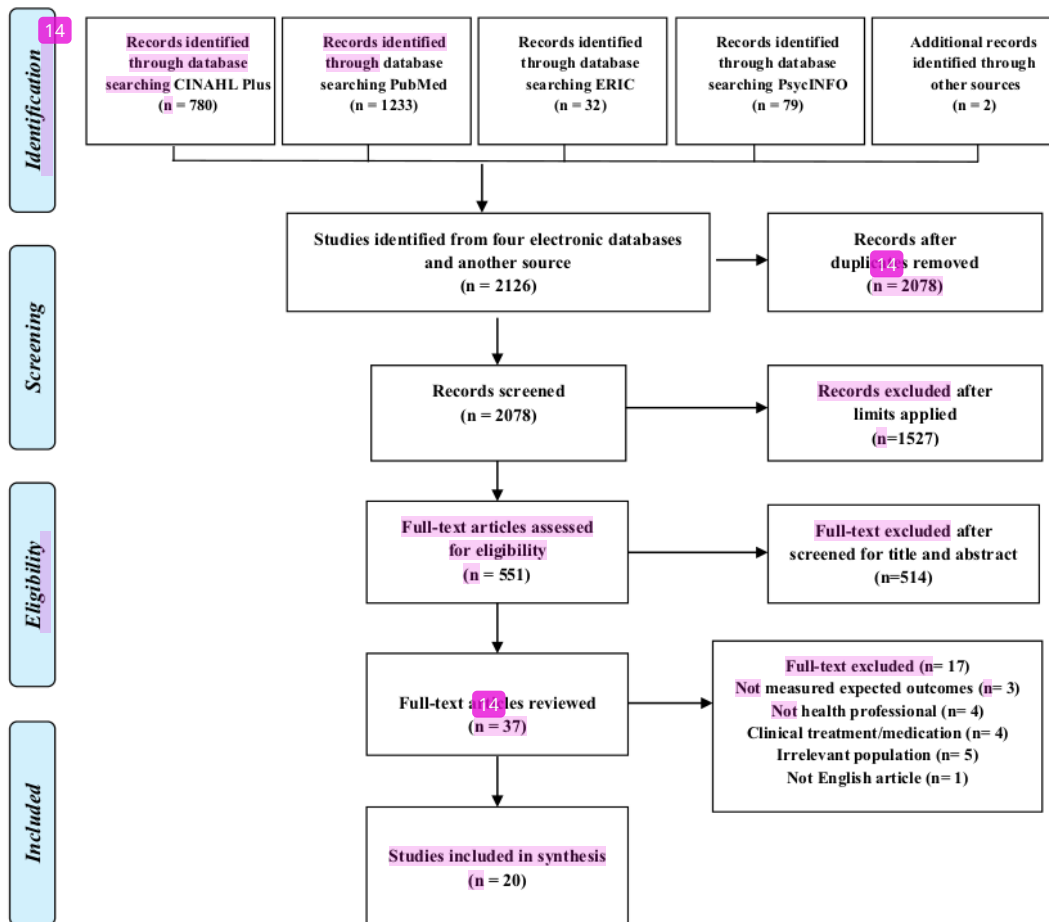 14
Identification
Records identified
through database
searching CINAHL Plus
(n = 780)
Records identified
through database
searching PubMed
(n = 1233)
Records identified
through database
searching ERIC
(n = 32)
Records identified
through database
searching PsycINFO
(n = 79)
Additional records
identified through
other sources
(n = 2)
Studies identified from four electronic databases
and another source
(n = 2126)
Records after
removed
14
(n = 2078)
Screening
Records screened
(n = 2078)
Records excluded after
limits applied
(n=1527)
Eligibility
Full-text articles assessed
for eligibility
(n = 551)
Full-text excluded after
screened for title and abstract
(n=514)
Full-text reviewed
14
(n = 37)
Full-text excluded (n= 17)
Not measured expected outcomes (n= 3)
Not health professional (n= 4)
Clinical treatment/medication (n= 4)
Irrelevant population (n= 5)
Not English article (n= 1)
Included
Studies included in synthesis
(n = 20)